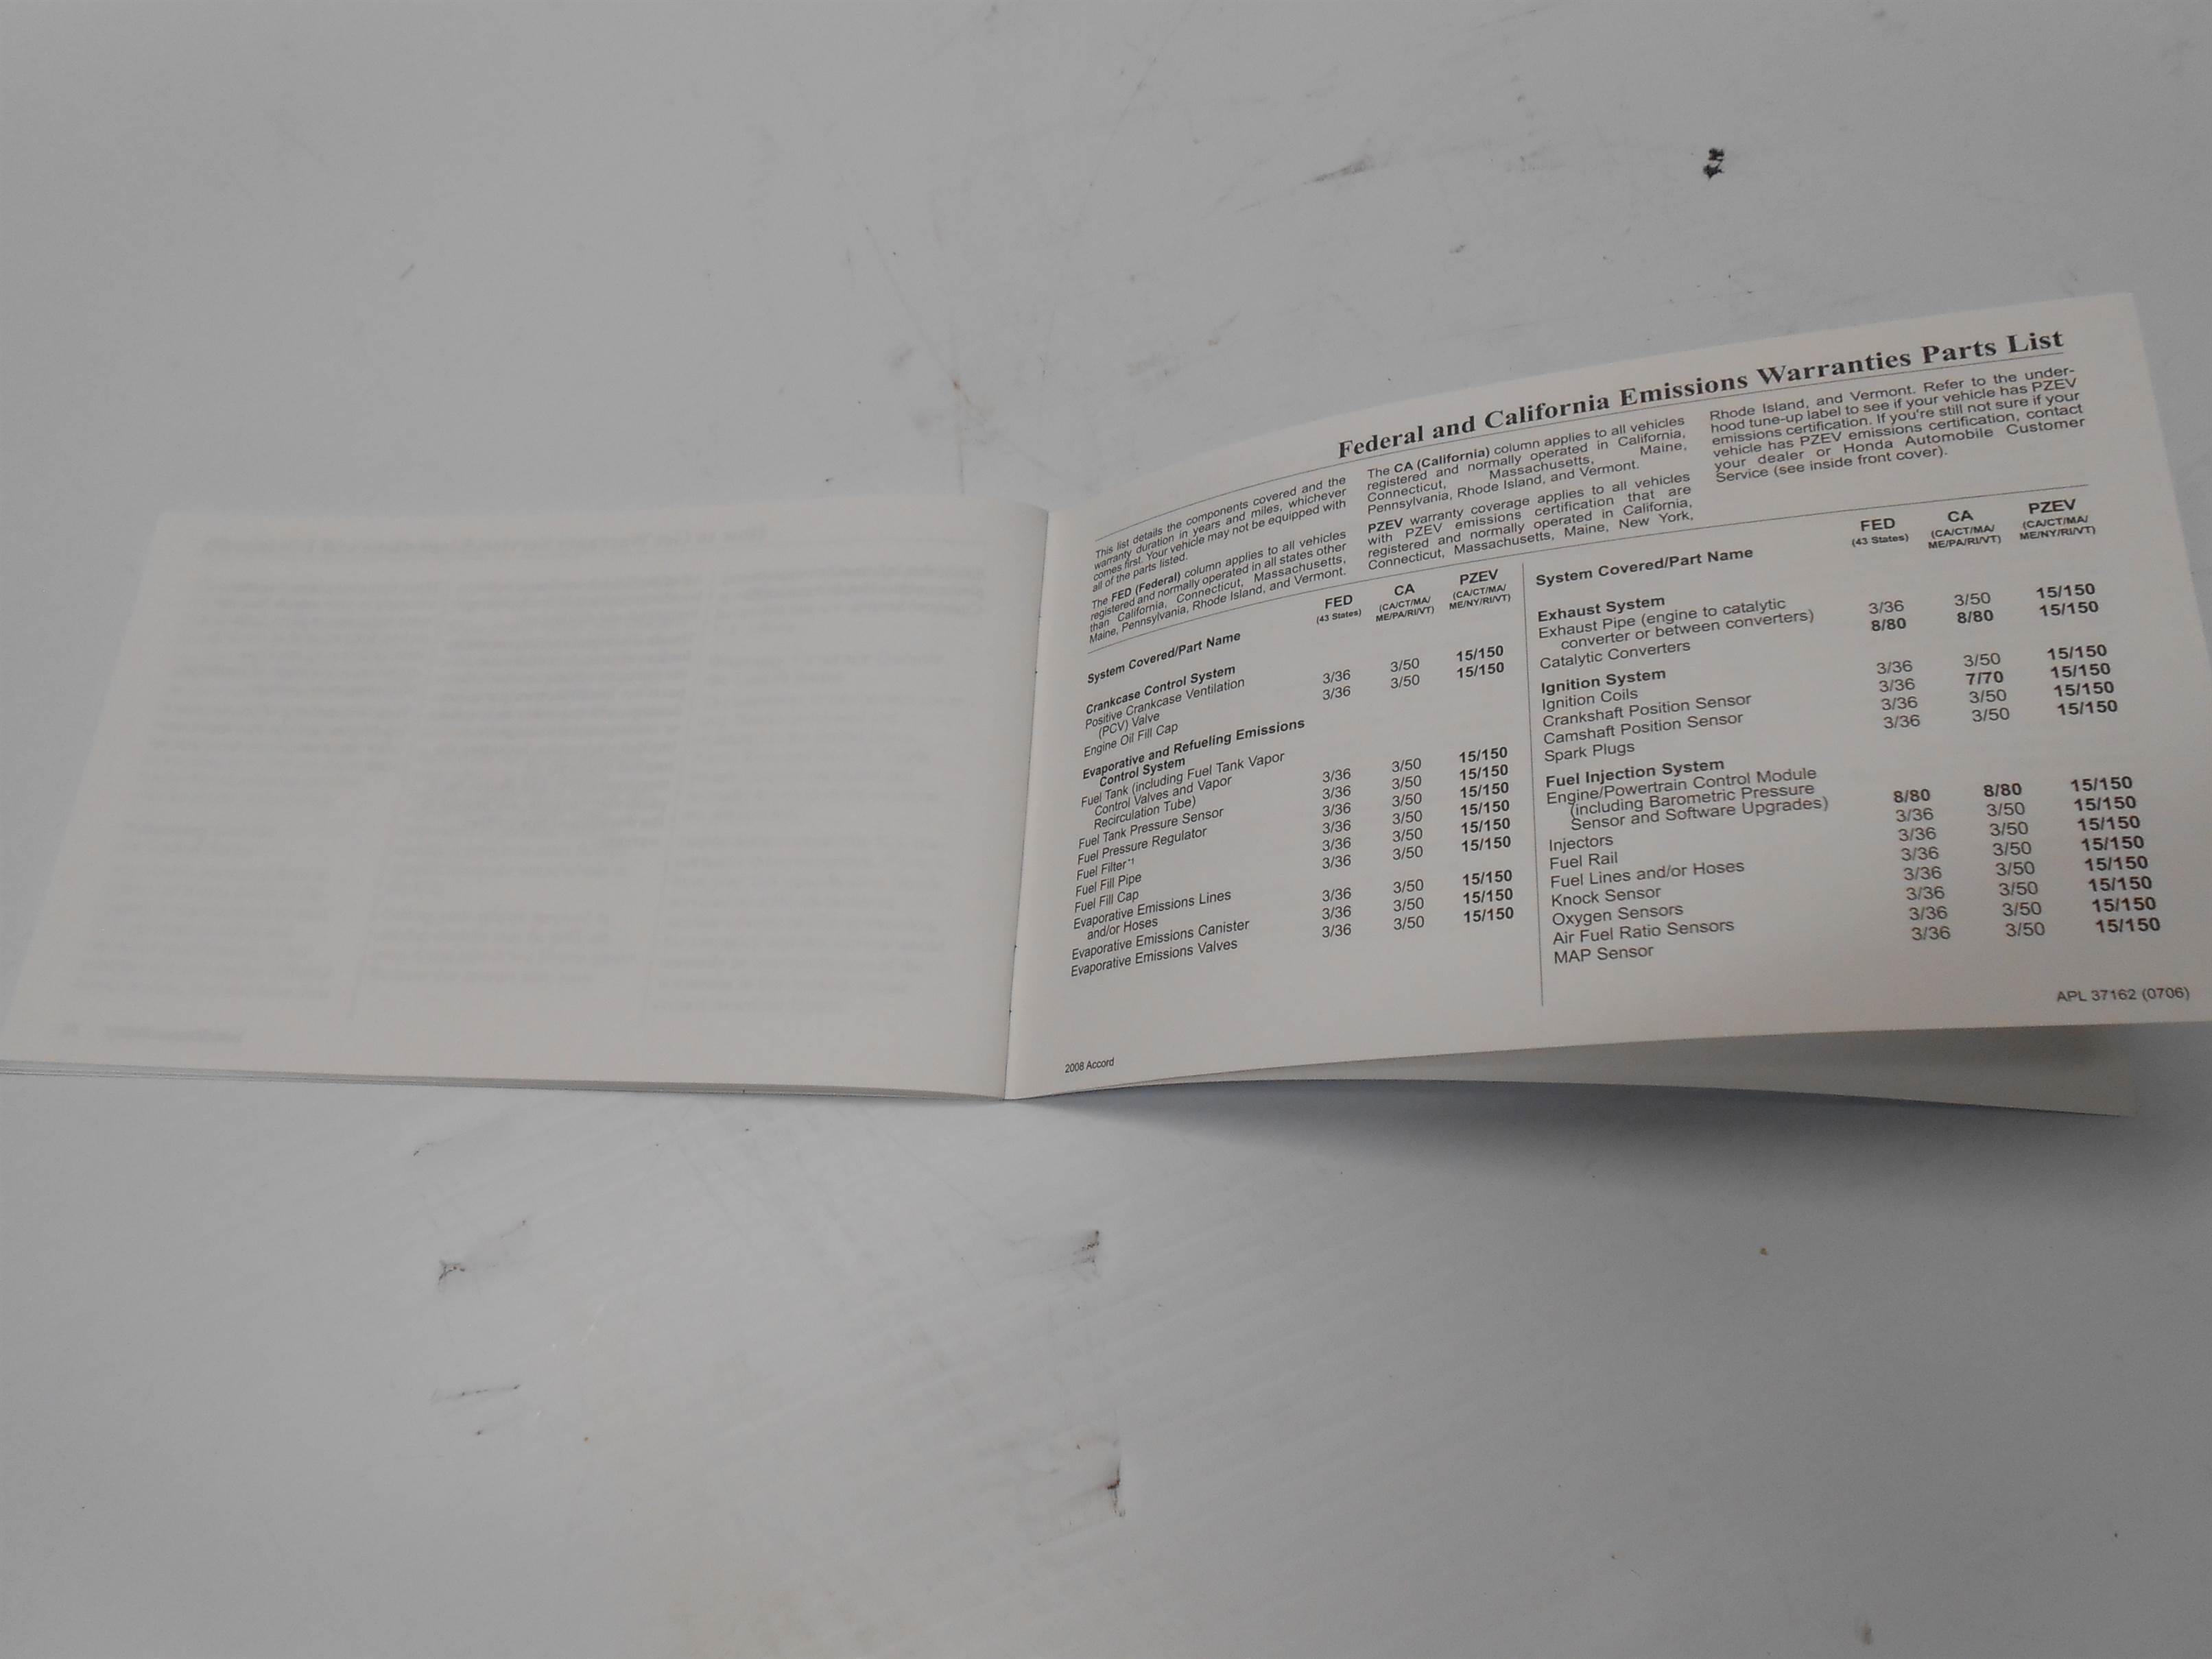 Federal and California Emissions Warranties Parts List
This list details the components covered and the
warranty duration in years and miles, whichever
comes first. Your vehicle may not be equipped with
all of the parts listed.
The FED (Federal) column applies to all vehicles
registered and normally operated in all states other
than California, Connecticut, Massachusetts,
Maine, Pennsylvania, Rhode Island, and Vermont.
The CA (California) column applies to all vehicles
registered and normally operated in California,
Connecticut, Massachusetts, Maine,
Pennsylvania, Rhode Island, and Vermont.
PZEV warranty coverage applies to all vehicles
with PZEV emissions certification that are
registered and normally operated in California,
Connecticut, Massachusetts, Maine, New York,
Rhode Island, and Vermont. Refer to the under-
hood tune-up label to see if your vehicle has PZEV
emissions certification. If you're still not sure if your
vehicle has PZEV emissions certification, contact
your dealer or Honda Automobile Customer
Service (see inside front cover).
System Covered/Part Name FED CA PZEV
(43 States) (CA/CT/MA/ (CA/CT/MA/
ME/PA/RI/VT) ME/NY/RI/VT)
Crankcase Control System
Positive Crankcase Ventilation
(PCV) Valve 3/36 3/50 15/150
Engine Oil Fill Cap 3/36 3/50 15/150
Evaporative and Refueling Emissions
Control System
Fuel Tank (including Fuel Tank Vapor
Control Valves and Vapor
Recirculation Tube) 3/36 3/50 15/150
Fuel Tank Pressure Sensor 3/36 3/50 15/150
Fuel Pressure Regulator 3/36 3/50 15/150
Fuel Filter*1 3/36 3/50 15/150
Fuel Fill Pipe 3/36 3/50 15/150
Fuel Fill Cap 3/36 3/50 15/150
Evaporative Emissions Lines
and/or Hoses 3/36 3/50 15/150
Evaporative Emissions Canister 3/36 3/50 15/150
Evaporative Emissions Valves 3/36 3/50 15/150
System Covered/Part Name FED CA PZEV
(43 States) (CA/CT/MA/ (CA/CT/MA/
ME/PA/RI/VT) ME/NY/RI/VT)
Exhaust System
Exhaust Pipe (engine to catalytic
converter or between converters) 3/36 3/50 15/150
Catalytic Converters 8/80 8/80 15/150
Ignition System
Ignition Coils 3/36 3/50 15/150
Crankshaft Position Sensor 3/36 7/70 15/150
Camshaft Position Sensor 3/36 3/50 15/150
Spark Plugs 3/36 3/50 15/150
Fuel Injection System
Engine/Powertrain Control Module
(including Barometric Pressure
Sensor and Software Upgrades) 8/80 8/80 15/150
Injectors 3/36 3/50 15/150
Fuel Rail 3/36 3/50 15/150
Fuel Lines and/or Hoses 3/36 3/50 15/150
Knock Sensor 3/36 3/50 15/150
Oxygen Sensors 3/36 3/50 15/150
Air Fuel Ratio Sensors 3/36 3/50 15/150
MAP Sensor 3/36 3/50 15/150
APL 37162 (0706)
2008 Accord